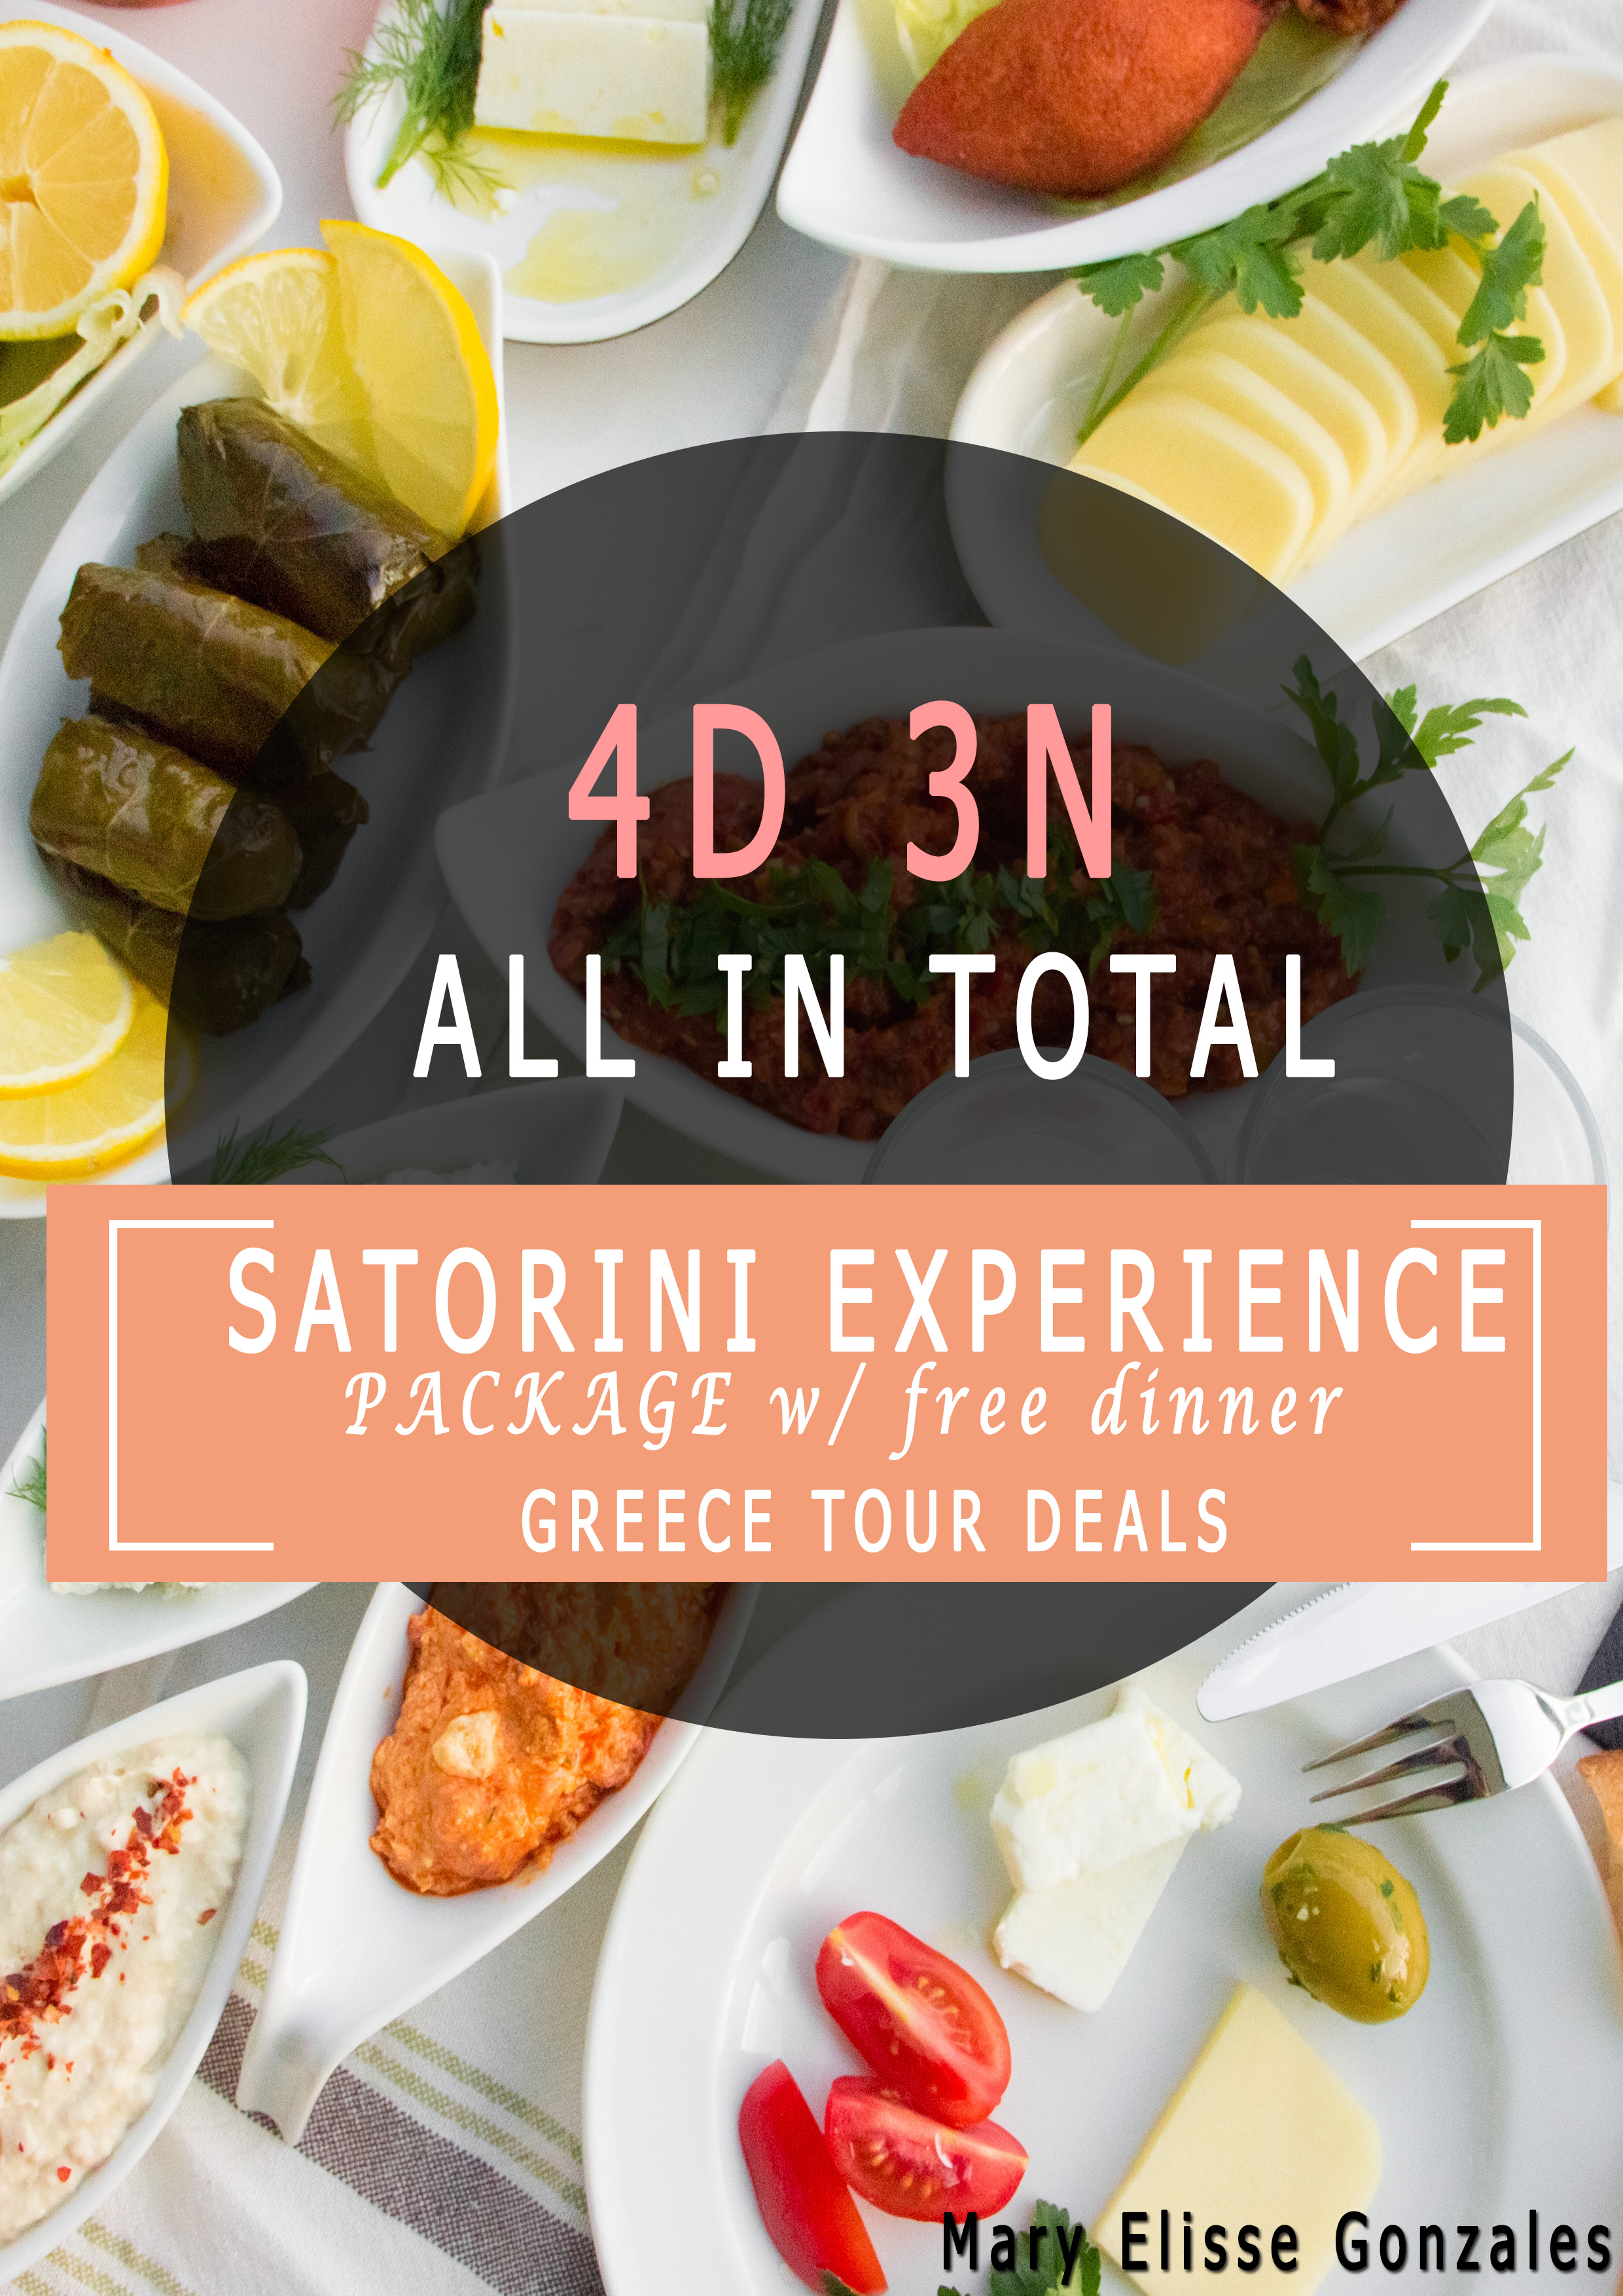 4D 3N
ALL IN TOTAL
SATORINI EXPERIENCE
PACKAGE w/ free dinner
GREECE TOUR DEALS
Mary Elisse Gonzales